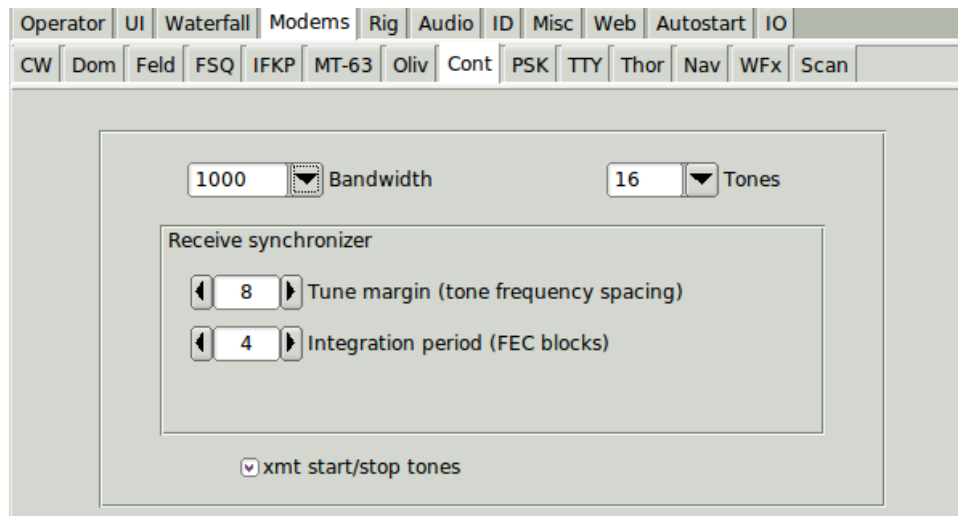 Operator UI Waterfall Modems Rig Audio ID Misc Web Autostart IO
CW Dom Feld FSQ IFKP MT-63 Oliv Cont PSK TTY Thor Nav WFx Scan
1000 Bandwidth 16 Tones
Receive synchronizer
8 Tune margin (tone frequency spacing)
4 Integration period (FEC blocks)
xmt start/stop tones